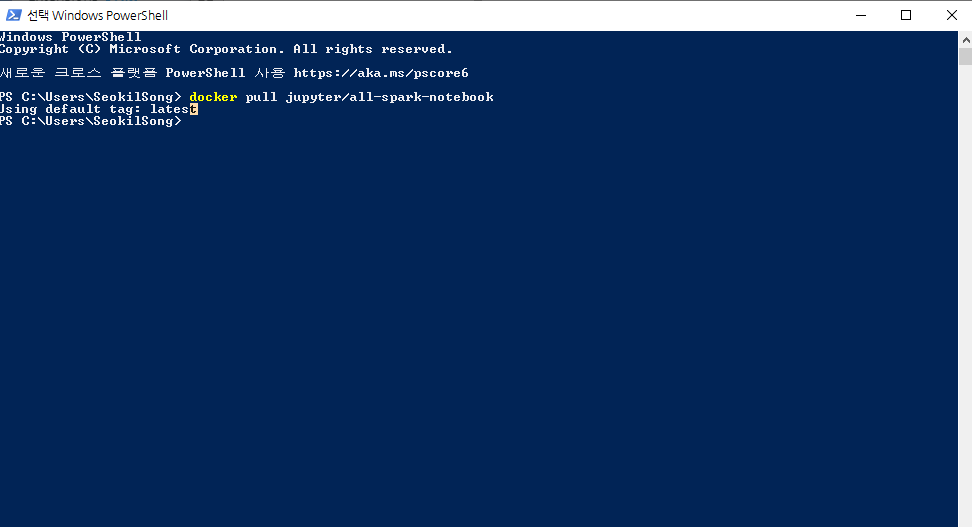 선택 Windows PowerShell
Windows PowerShell
Copyright (C) Microsoft Corporation. All rights reserved.
새로운 크로스 플랫폼 PowerShell 사용 https://aka.ms/pscore6
PS C:\Users\SeokilSong> docker pull jupyter/all-spark-notebook
Using default tag: latest
PS C:\Users\SeokilSong>